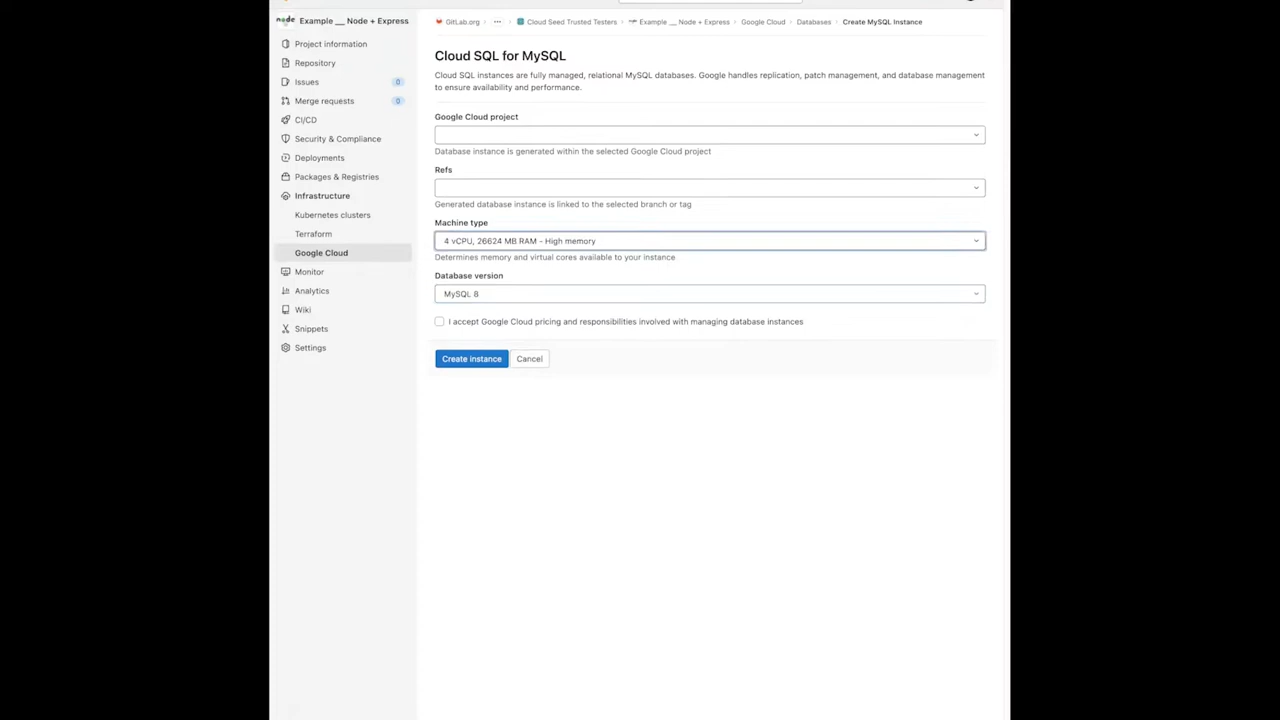 node Example __ Node + Express
Project information
Repository
Issues 0
Merge requests 0
CI/CD
Security & Compliance
Deployments
Packages & Registries
Infrastructure
Kubernetes clusters
Terraform
Google Cloud
Monitor
Analytics
Wiki
Snippets
Settings
GitLab.org › ... › Cloud Seed Trusted Testers › Example __ Node + Express › Google Cloud › Databases › Create MySQL Instance
Cloud SQL for MySQL
Cloud SQL instances are fully managed, relational MySQL databases. Google handles replication, patch management, and database management
to ensure availability and performance.
Google Cloud project
Database instance is generated within the selected Google Cloud project
Refs
Generated database instance is linked to the selected branch or tag
Machine type
4 vCPU, 26624 MB RAM - High memory
Determines memory and virtual cores available to your instance
Database version
MySQL 8
I accept Google Cloud pricing and responsibilities involved with managing database instances
Create instance Cancel